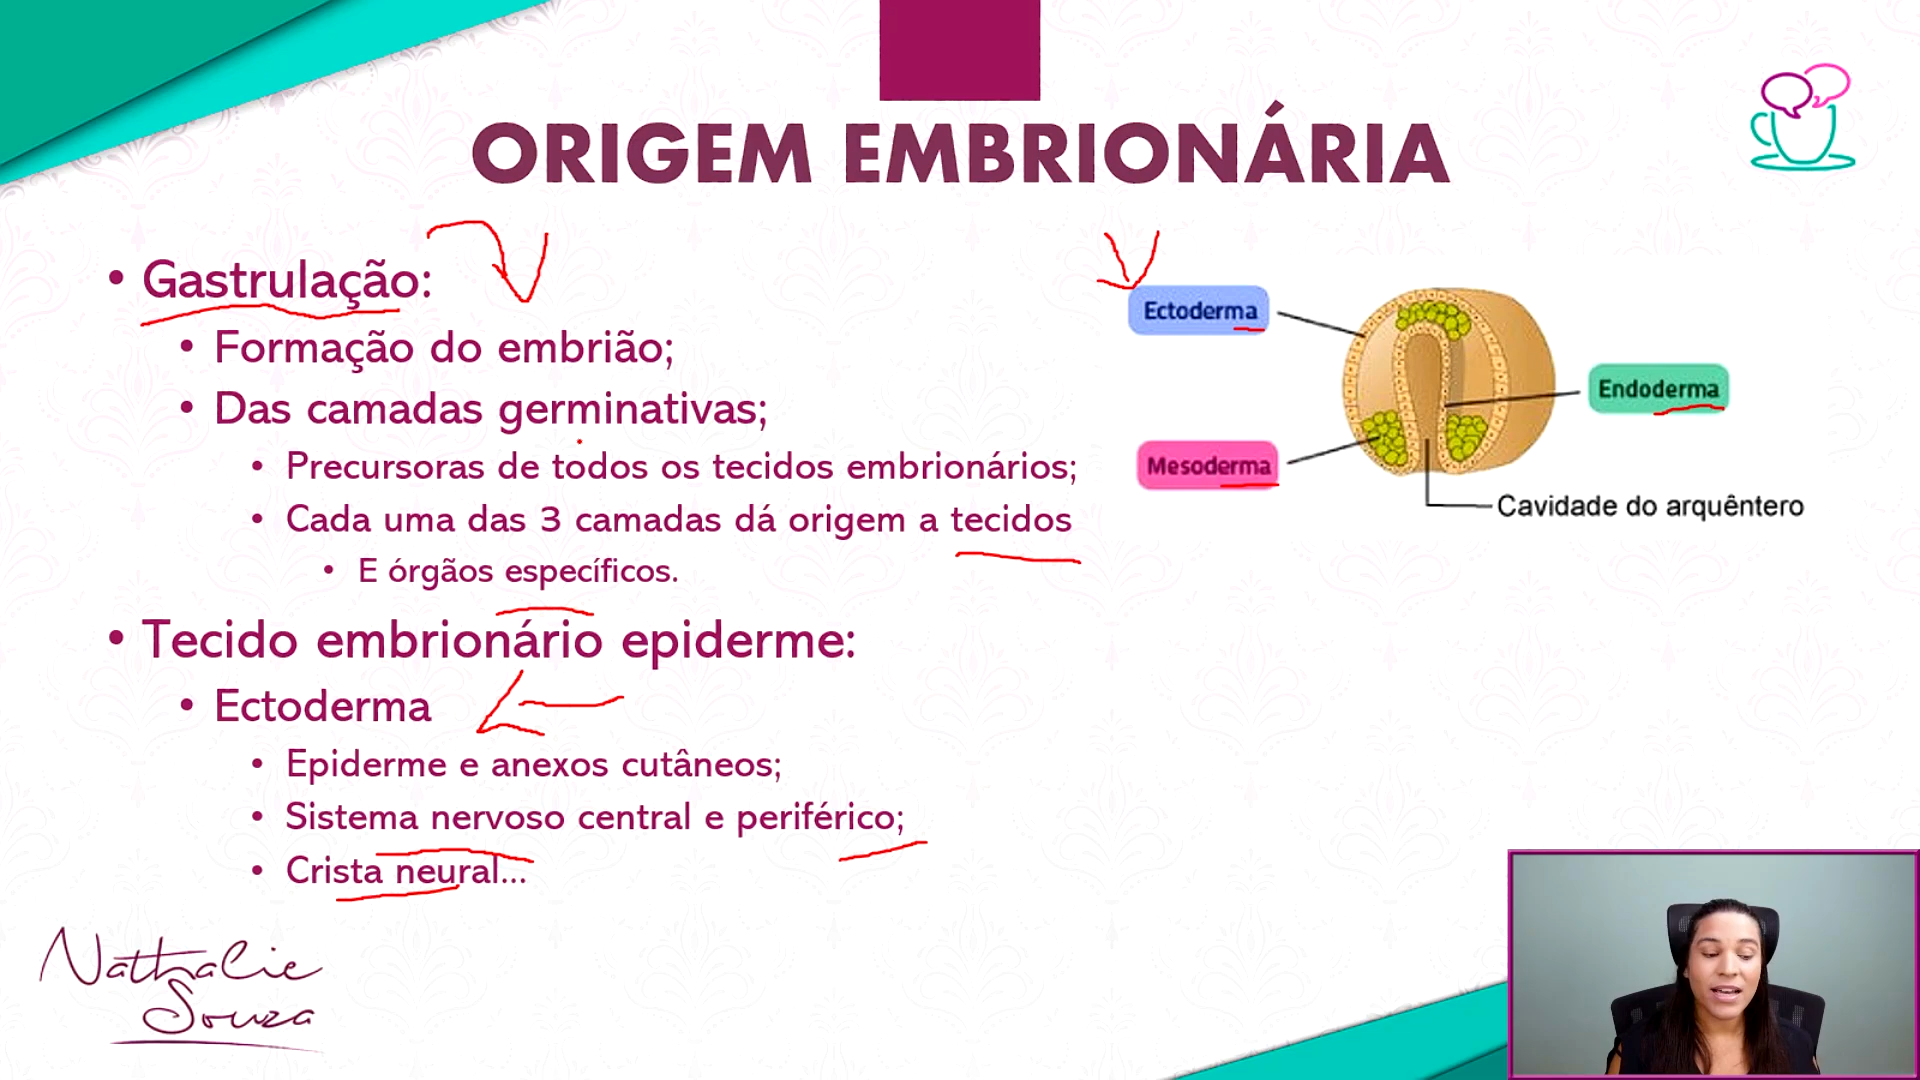 ORIGEM EMBRIONÁRIA
• Gastrulação:
• Formação do embrião;
• Das camadas germinativas;
• Precursoras de todos os tecidos embrionários;
• Cada uma das 3 camadas dá origem a tecidos
• E órgãos específicos.
• Tecido embrionário epiderme:
• Ectoderma
• Epiderme e anexos cutâneos;
• Sistema nervoso central e periférico;
• Crista neural...
Ectoderma
Endoderma
Mesoderma
Cavidade do arquêntero
Nathalie
Souza